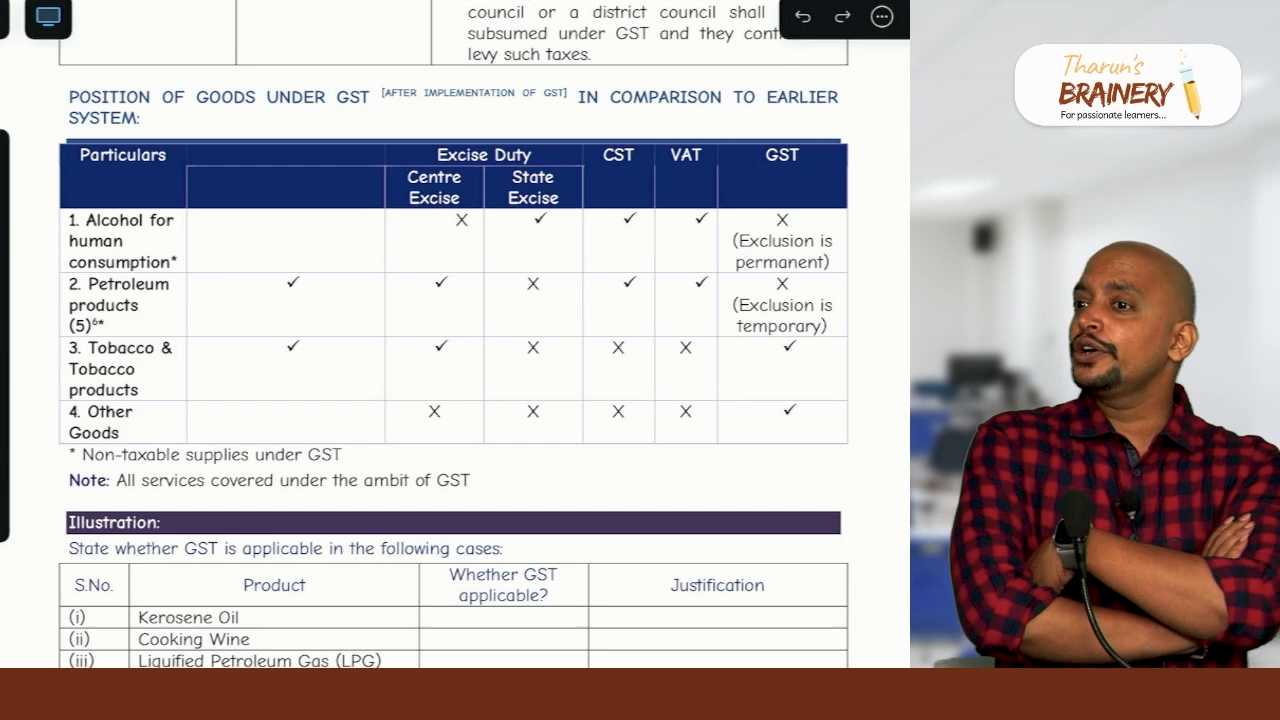 council or a district council shall
subsumed under GST and they cont
levy such taxes.
POSITION OF GOODS UNDER GST [AFTER IMPLEMENTATION OF GST] IN COMPARISON TO EARLIER
SYSTEM:
Particulars Excise Duty CST VAT GST
Centre Excise State Excise
1. Alcohol for human consumption* X ✓ ✓ ✓ X (Exclusion is permanent)
2. Petroleum products (5)⁶* ✓ ✓ X ✓ ✓ X (Exclusion is temporary)
3. Tobacco & Tobacco products ✓ ✓ X X X ✓
4. Other Goods X X X X ✓
* Non-taxable supplies under GST
Note: All services covered under the ambit of GST
Illustration:
State whether GST is applicable in the following cases:
S.No. Product Whether GST applicable? Justification
(i) Kerosene Oil
(ii) Cooking Wine
(iii) Liquified Petroleum Gas (LPG)
Tharun's
BRAINERY
For passionate learners...